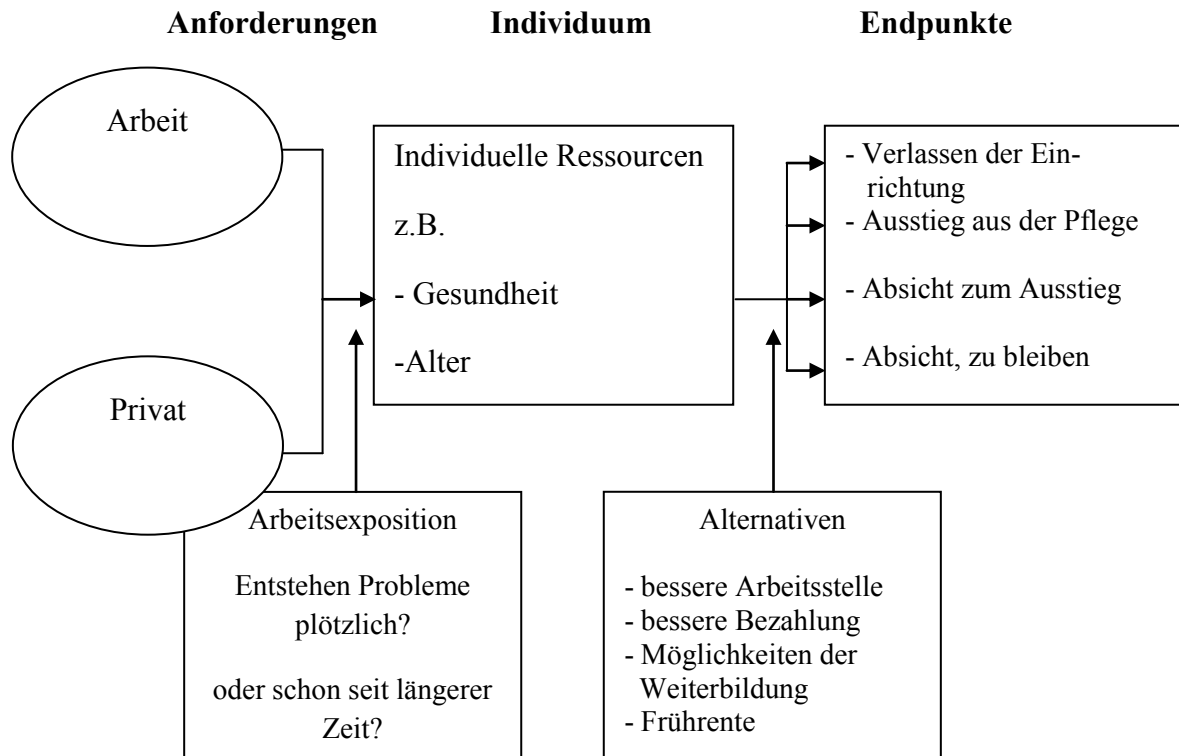 Anforderungen Individuum Endpunkte
Arbeit
Privat
Individuelle Ressourcen
z.B.
- Gesundheit
-Alter
- Verlassen der Ein-
richtung
- Ausstieg aus der Pflege
- Absicht zum Ausstieg
- Absicht, zu bleiben
Arbeitsexposition
Entstehen Probleme
plötzlich?
oder schon seit längerer
Zeit?
Alternativen
- bessere Arbeitsstelle
- bessere Bezahlung
- Möglichkeiten der
Weiterbildung
- Frührente